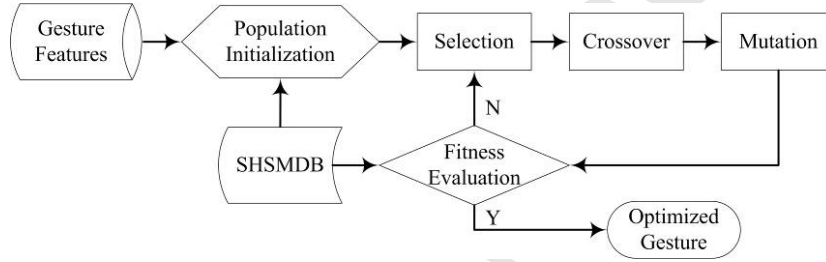 Gesture
Features
Population
Initialization
Selection
Crossover
Mutation
N
SHSMDB
Fitness
Evaluation
Y
Optimized
Gesture